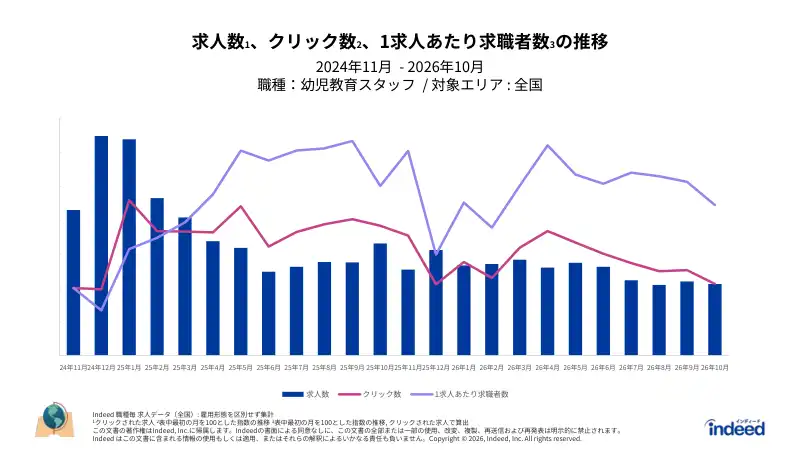 求人数1、クリック数2、1求人あたり求職者数3の推移
2024年11月 - 2026年10月
職種：幼児教育スタッフ / 対象エリア : 全国
24年11月 24年12月 25年1月 25年2月 25年3月 25年4月 25年5月 25年6月 25年7月 25年8月 25年9月 25年10月 25年11月 25年12月 26年1月 26年2月 26年3月 26年4月 26年5月 26年6月 26年7月 26年8月 26年9月 26年10月
求人数 クリック数 1求人あたり求職者数
Indeed 職種毎 求人データ（全国）: 雇用形態を区別せず集計
¹クリックされた求人 ²表中最初の月を100とした指数の推移 ³表中最初の月を100とした指数の推移, クリックされた求人で算出
この文書の著作権はIndeed, Inc.に帰属します。Indeedの書面による同意なしに、この文書の全部または一部の使用、改変、複製、再送信および再発表は明示的に禁止されます。
Indeed はこの文書に含まれる情報の使用もしくは適用、またはそれらの解釈によるいかなる責任も負いません。Copyright © 2026, Indeed, Inc. All rights reserved.
インディード
indeed